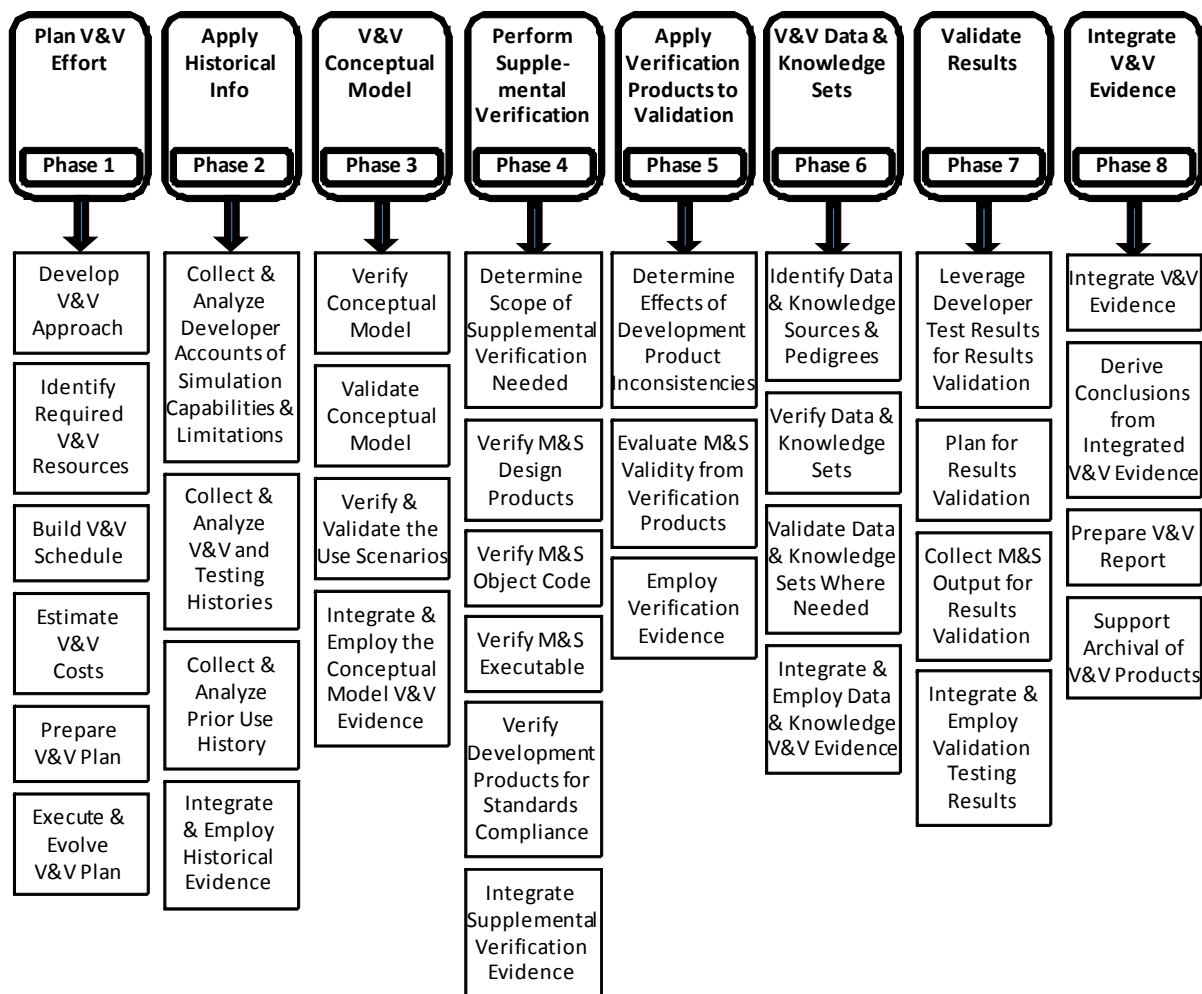 Plan V&V
Effort
Phase 1
Develop
V&V
Approach
Identify
Required
V&V
Resources
Build V&V
Schedule
Estimate
V&V
Costs
Prepare
V&V Plan
Execute &
Evolve
V&V Plan
Apply
Historical
Info
Phase 2
Collect &
Analyze
Developer
Accounts of
Simulation
Capabilities &
Limitations
Collect &
Analyze
V&V and
Testing
Histories
Collect &
Analyze
Prior Use
History
Integrate
& Employ
Historical
Evidence
V&V
Conceptual
Model
Phase 3
Verify
Conceptual
Model
Validate
Conceptual
Model
Verify &
Validate the
Use Scenarios
Integrate &
Employ the
Conceptual
Model V&V
Evidence
Perform
Supple-
mental
Verification
Phase 4
Determine
Scope of
Supplemental
Verification
Needed
Verify M&S
Design
Products
Verify M&S
Object Code
Verify M&S
Executable
Verify
Development
Products for
Standards
Compliance
Integrate
Supplemental
Verification
Evidence
Apply
Verification
Products to
Validation
Phase 5
Determine
Effects of
Development
Product
Inconsistencies
Evaluate M&S
Validity from
Verification
Products
Employ
Verification
Evidence
V&V Data &
Knowledge
Sets
Phase 6
Identify Data
& Knowledge
Sources &
Pedigrees
Verify Data &
Knowledge
Sets
Validate Data
& Knowledge
Sets Where
Needed
Integrate &
Employ Data
& Knowledge
V&V Evidence
Validate
Results
Phase 7
Leverage
Developer
Test Results
for Results
Validation
Plan for
Results
Validation
Collect M&S
Output for
Results
Validation
Integrate &
Employ
Validation
Testing
Results
Integrate
V&V
Evidence
Phase 8
Integrate V&V
Evidence
Derive
Conclusions
from
Integrated
V&V Evidence
Prepare V&V
Report
Support
Archival of
V&V Products